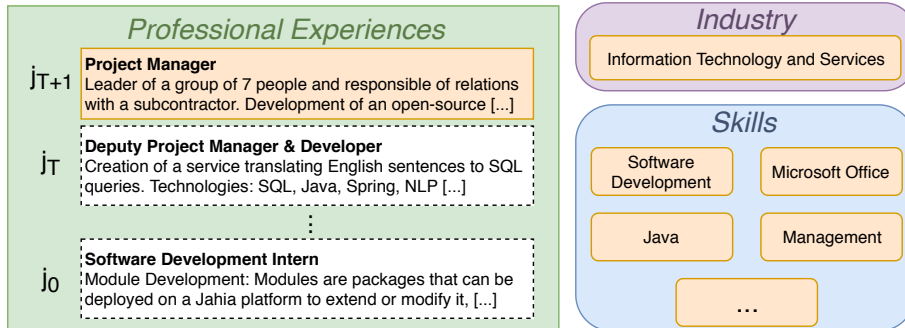 Professional Experiences
jT+1
Project Manager
Leader of a group of 7 people and responsible of relations
with a subcontractor. Development of an open-source [...]
jT
Deputy Project Manager & Developer
Creation of a service translating English sentences to SQL
queries. Technologies: SQL, Java, Spring, NLP [...]
⋮
j0
Software Development Intern
Module Development: Modules are packages that can be
deployed on a Jahia platform to extend or modify it, [...]
Industry
Information Technology and Services
Skills
Software
Development
Microsoft Office
Java
Management
...